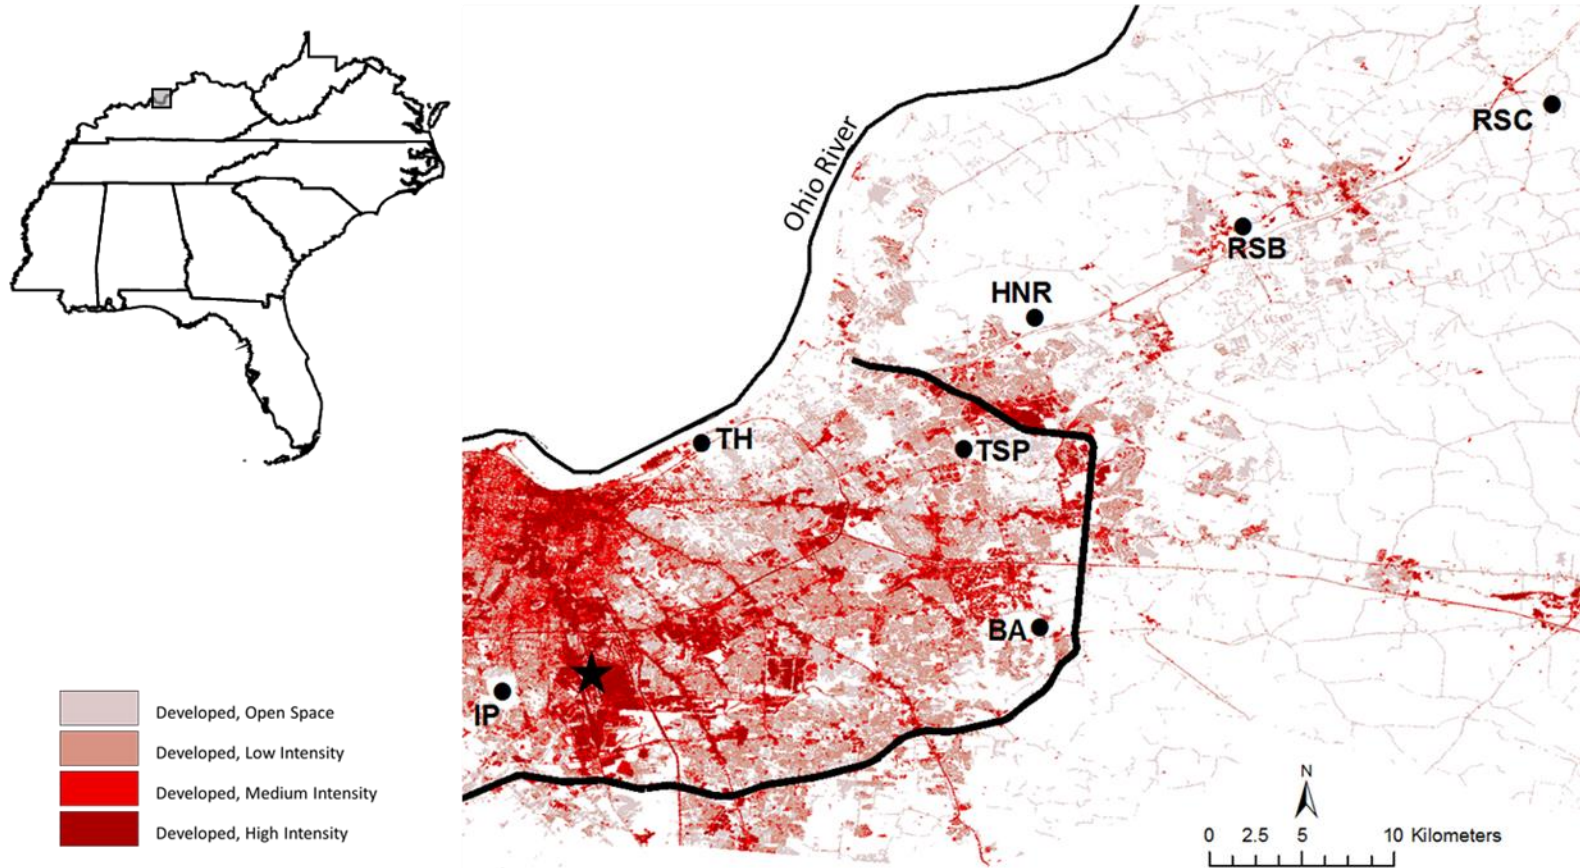 Ohio River
RSC
RSB
HNR
TH
TSP
BA
IP
Developed, Open Space
Developed, Low Intensity
Developed, Medium Intensity
Developed, High Intensity
N
0 2.5 5 10 Kilometers